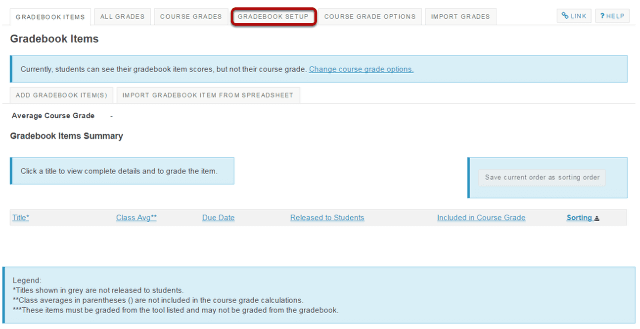 GRADEBOOK ITEMS ALL GRADES COURSE GRADES GRADEBOOK SETUP COURSE GRADE OPTIONS IMPORT GRADES LINK ? HELP
Gradebook Items
Currently, students can see their gradebook item scores, but not their course grade. Change course grade options.
ADD GRADEBOOK ITEM(S) IMPORT GRADEBOOK ITEM FROM SPREADSHEET
Average Course Grade -
Gradebook Items Summary
Click a title to view complete details and to grade the item.
Save current order as sorting order
Title* Class Avg** Due Date Released to Students Included in Course Grade Sorting
Legend:
*Titles shown in grey are not released to students.
**Class averages in parentheses () are not included in the course grade calculations.
***These items must be graded from the tool listed and may not be graded from the gradebook.